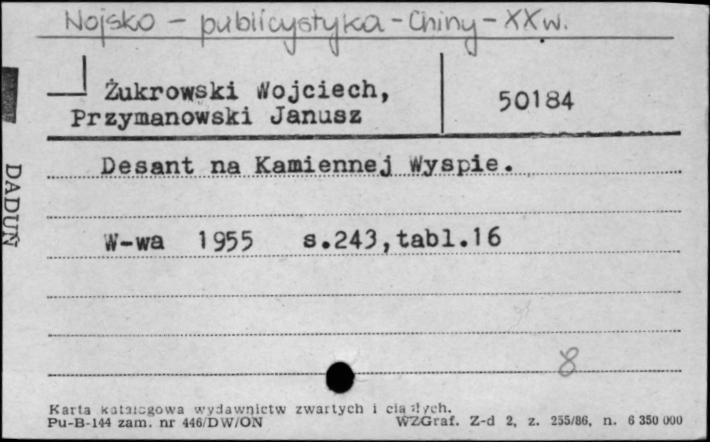 Wojsko - publicystyka - Chiny - XX w.
Żukrowski Wojciech,
Przymanowski Janusz
50184
Desant na Kamiennej Wyspie.
W-wa 1955 s.243,tabl.16
8
DADUŃ
Karta katalogowa wydawnictw zwartych i ciągłych.
Pu-B-144 zam. nr 446/DW/ON
WZGraf. Z-d 2, z. 255/86, n. 6 350 000